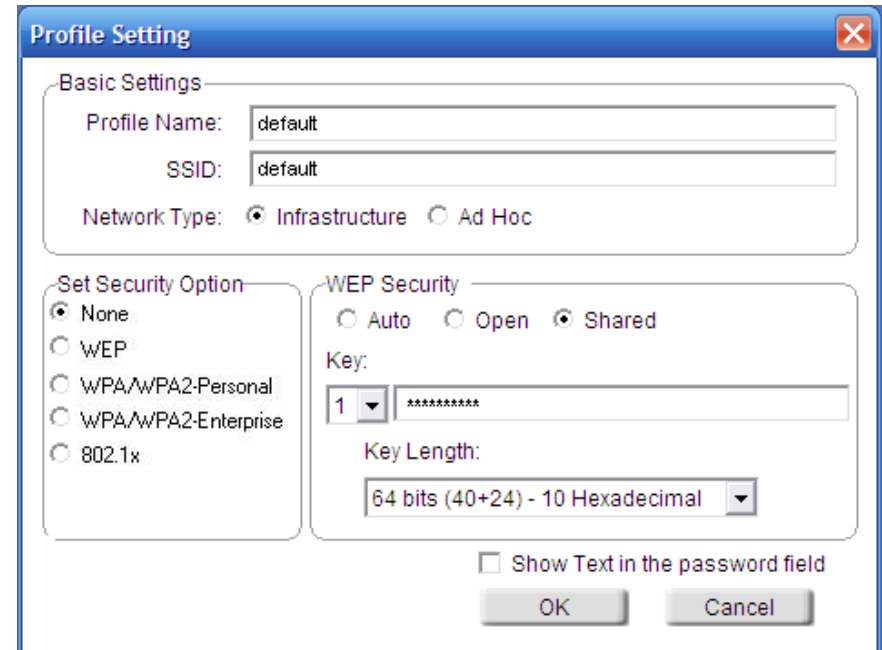 Profile Setting
Basic Settings
Profile Name: default
SSID: default
Network Type: Infrastructure Ad Hoc
Set Security Option
None
WEP
WPA/WPA2-Personal
WPA/WPA2-Enterprise
802.1x
WEP Security
Auto Open Shared
Key:
1 **********
Key Length:
64 bits (40+24) - 10 Hexadecimal
Show Text in the password field
OK Cancel